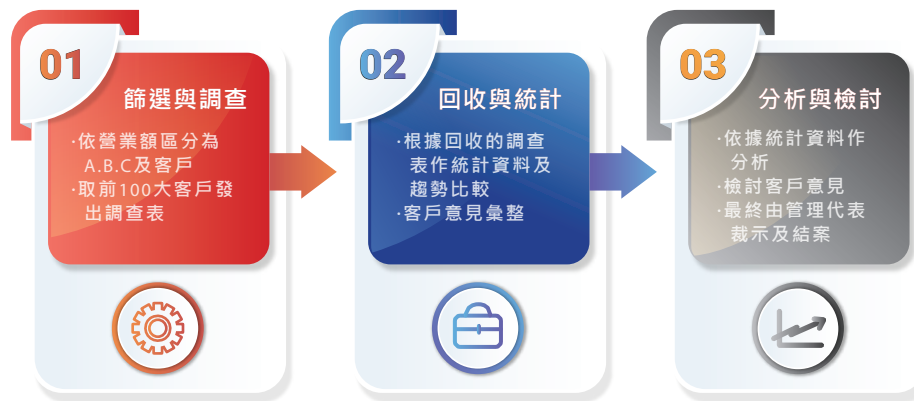 01
篩選與調查
·依營業額區分為
A.B.C及客戶
·取前100大客戶發
出調查表
02
回收與統計
·根據回收的調查
表作統計資料及
趨勢比較
·客戶意見彙整
03
分析與檢討
·依據統計資料作
分析
·檢討客戶意見
·最終由管理代表
裁示及結案